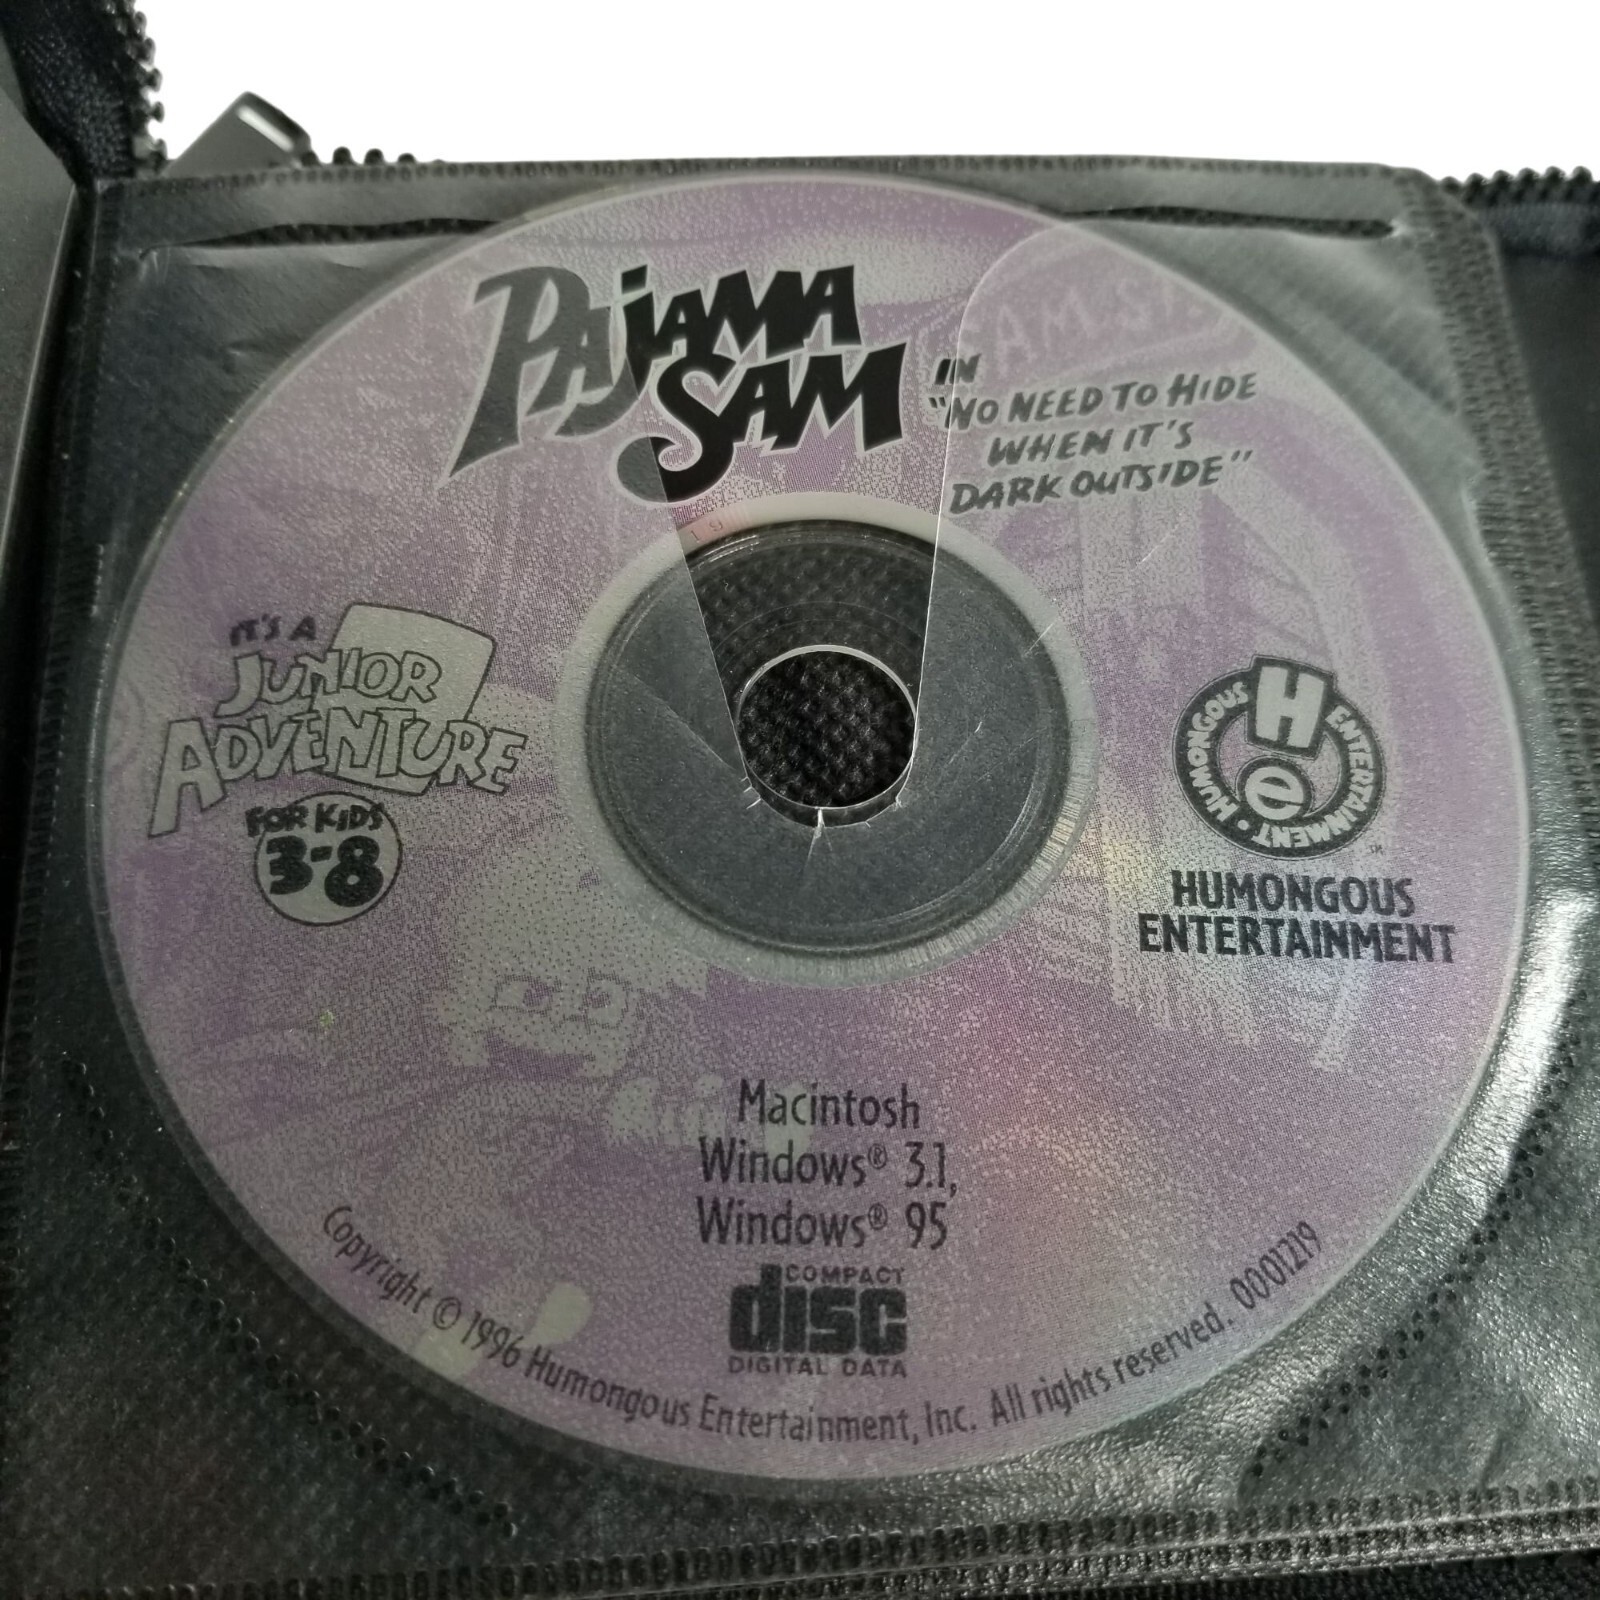 PAJAMA
SAM
IN
"NO NEED TO HIDE
WHEN IT'S
DARK OUTSIDE"
IT'S A
JUNIOR
ADVENTURE
FOR KIDS
3-8
HUMONGOUS ENTERTAINMENT
H
e
TM
HUMONGOUS
ENTERTAINMENT
Macintosh
Windows® 3.1,
Windows® 95
COMPACT
disc
DIGITAL DATA
Copyright © 1996 Humongous Entertainment, Inc. All rights reserved. 0001219